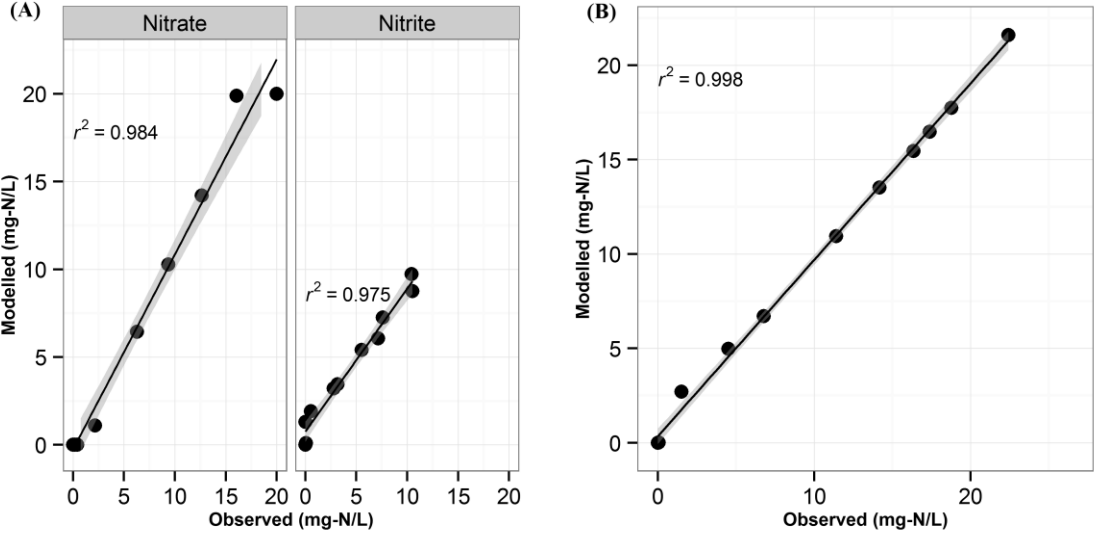 (A)
Nitrate
Nitrite
r² = 0.984
r² = 0.975
20
15
10
5
0
Modelled (mg-N/L)
0 5 10 15 20
0 5 10 15 20
Observed (mg-N/L)
(B)
r² = 0.998
20
10
0
Modelled (mg-N/L)
0 10 20
Observed (mg-N/L)